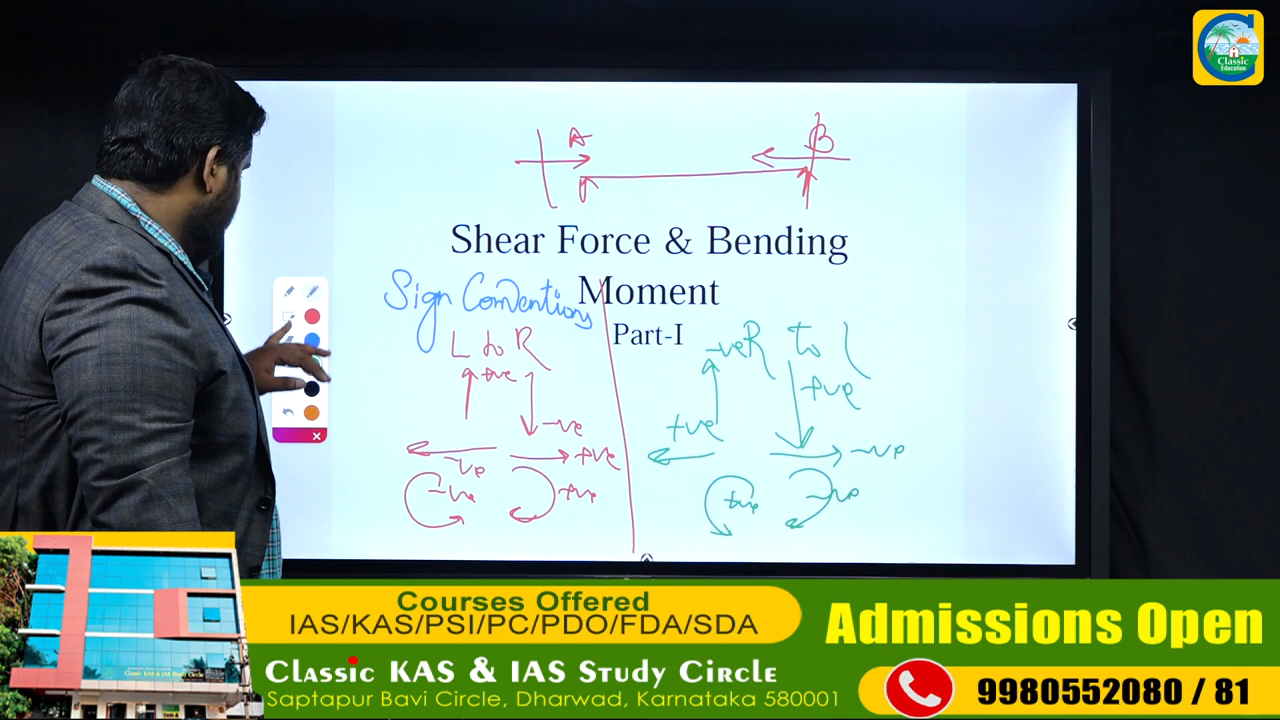 Classic
Education
A
B
Shear Force & Bending
Moment
Part-I
Sign Conventions
L to R
+ve
-ve
-ve
+ve
-ve
+ve
R to L
-ve
+ve
+ve
-ve
+ve
-ve
Courses Offered
IAS/KAS/PSI/PC/PDO/FDA/SDA
Classic KAS & IAS Study Circle
Saptapur Bavi Circle, Dharwad, Karnataka 580001
Admissions Open
9980552080 / 81